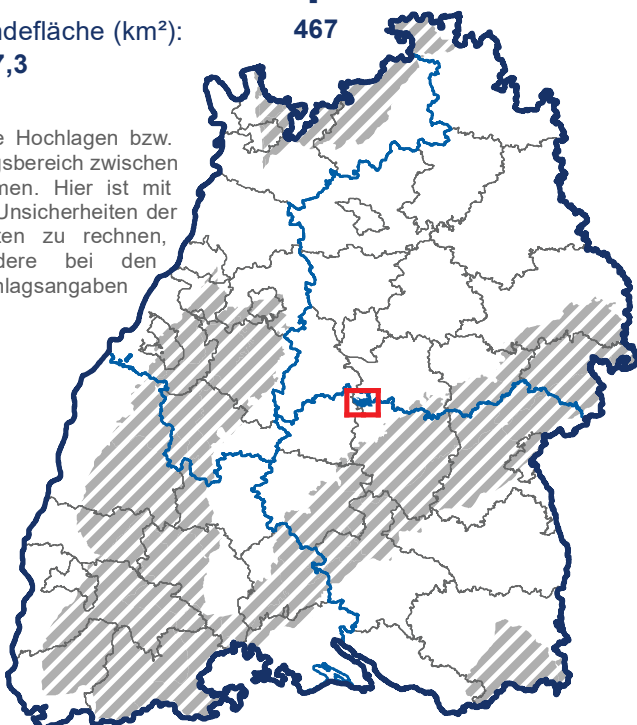 ndefläche (km²): 467
7,3
e Hochlagen bzw.
gsbereich zwischen
men. Hier ist mit
Unsicherheiten der
ken zu rechnen,
dere bei den
hlagsangaben